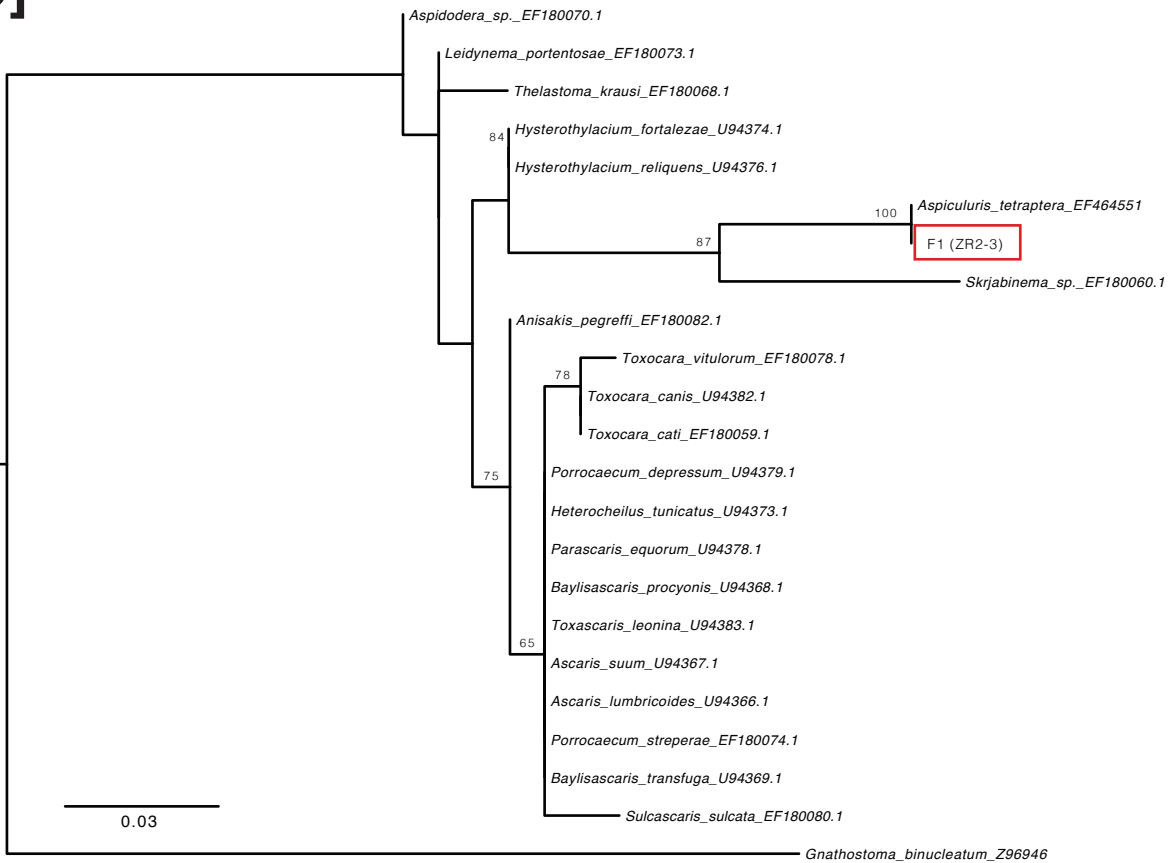 Aspidodera_sp._EF180070.1
Leidynema_portentosae_EF180073.1
Thelastoma_krausi_EF180068.1
84
Hysterothylacium_fortalezae_U94374.1
Hysterothylacium_reliquens_U94376.1
100
Aspiculuris_tetraptera_EF464551
F1 (ZR2-3)
87
Skrjabinema_sp._EF180060.1
Anisakis_pegreffi_EF180082.1
Toxocara_vitulorum_EF180078.1
78
Toxocara_canis_U94382.1
Toxocara_cati_EF180059.1
75
Porrocaecum_depressum_U94379.1
Heterocheilus_tunicatus_U94373.1
Parascaris_equorum_U94378.1
Baylisascaris_procyonis_U94368.1
Toxascaris_leonina_U94383.1
65
Ascaris_suum_U94367.1
Ascaris_lumbricoides_U94366.1
Porrocaecum_streperae_EF180074.1
Baylisascaris_transfuga_U94369.1
Sulcascaris_sulcata_EF180080.1
0.03
Gnathostoma_binucleatum_Z96946